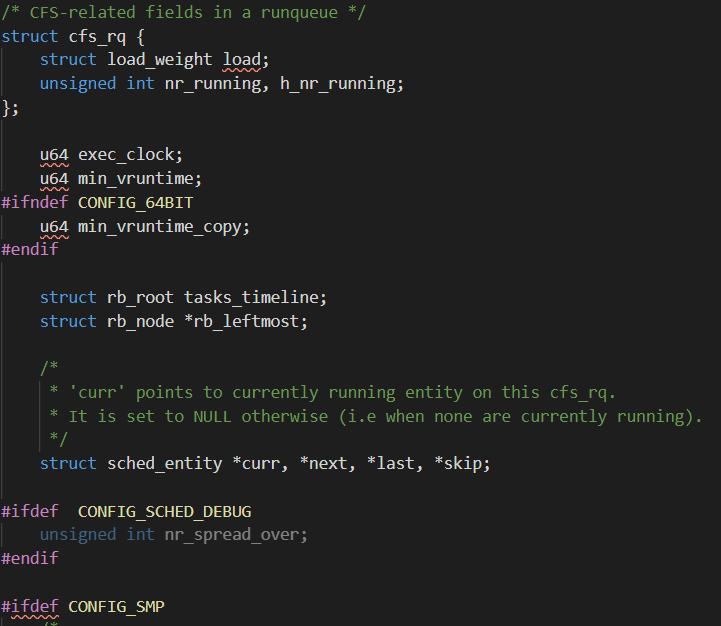 /* CFS-related fields in a runqueue */
struct cfs_rq {
    struct load_weight load;
    unsigned int nr_running, h_nr_running;
};

    u64 exec_clock;
    u64 min_vruntime;
#ifndef CONFIG_64BIT
    u64 min_vruntime_copy;
#endif

    struct rb_root tasks_timeline;
    struct rb_node *rb_leftmost;

    /*
     * 'curr' points to currently running entity on this cfs_rq.
     * It is set to NULL otherwise (i.e when none are currently running).
     */
    struct sched_entity *curr, *next, *last, *skip;

#ifdef  CONFIG_SCHED_DEBUG
    unsigned int nr_spread_over;
#endif

#ifdef CONFIG_SMP
    /*